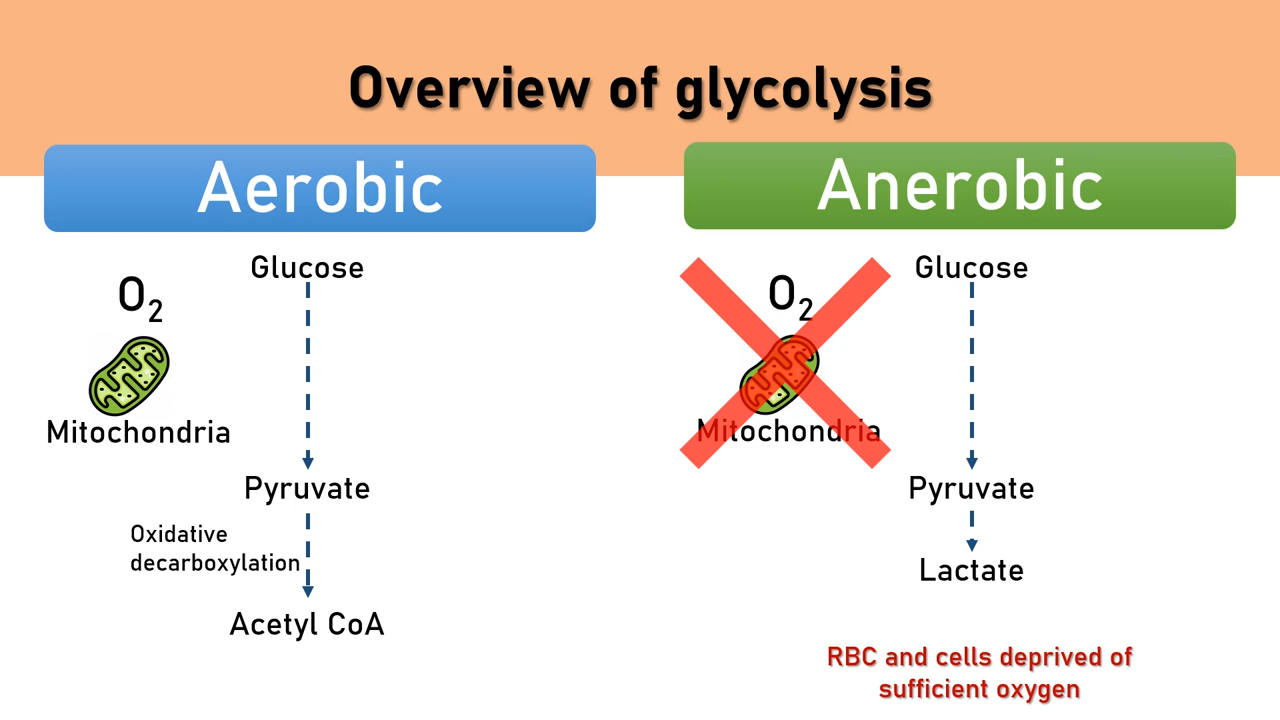 Overview of glycolysis
Aerobic
O₂
Mitochondria
Glucose
Pyruvate
Oxidative
decarboxylation
Acetyl CoA
Anerobic
O₂
Mitochondria
Glucose
Pyruvate
Lactate
RBC and cells deprived of
sufficient oxygen